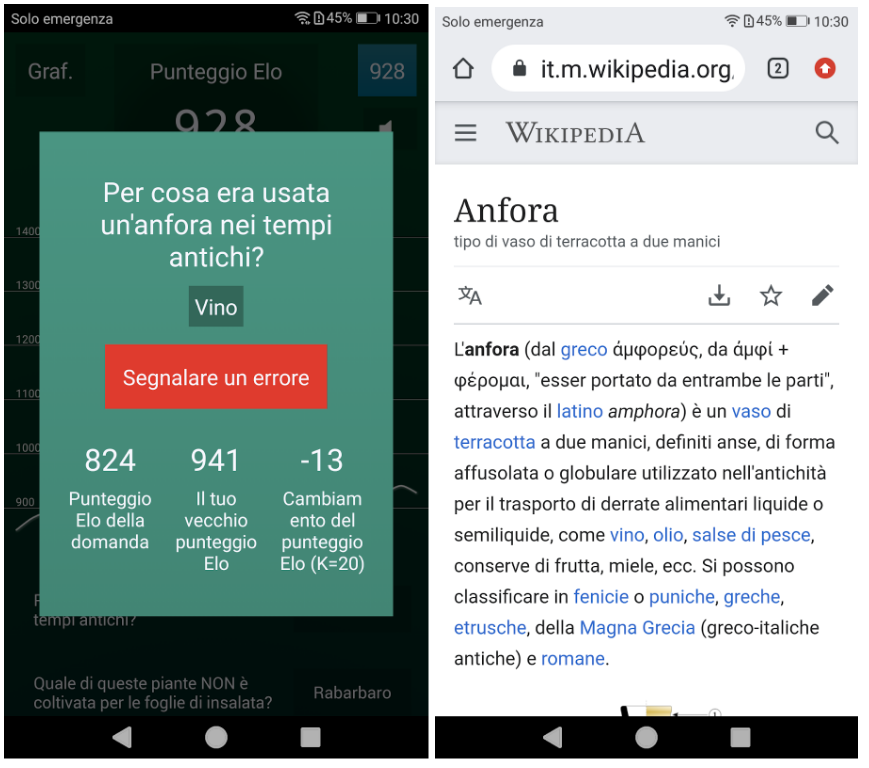 Solo emergenza 45% 10:30
Graf. Punteggio Elo 928
928
Per cosa era usata
un'anfora nei tempi
antichi?
Vino
Segnalare un errore
1400
1300
1200
1100
1000
900
824 941 -13
Punteggio Il tuo Cambiam
Elo della vecchio ento del
domanda punteggio punteggio
Elo Elo (K=20)
tempi antichi?
Quale di queste piante NON è
coltivata per le foglie di insalata?
Rabarbaro
Solo emergenza 45% 10:30
it.m.wikipedia.org, 2
WIKIPEDIA
Anfora
tipo di vaso di terracotta a due manici
L'anfora (dal greco ἀμφορεύς, da ἀμφί +
φέρομαι, "esser portato da entrambe le parti",
attraverso il latino amphora) è un vaso di
terracotta a due manici, definiti anse, di forma
affusolata o globulare utilizzato nell'antichità
per il trasporto di derrate alimentari liquide o
semiliquide, come vino, olio, salse di pesce,
conserve di frutta, miele, ecc. Si possono
classificare in fenicie o puniche, greche,
etrusche, della Magna Grecia (greco-italiche
antiche) e romane.